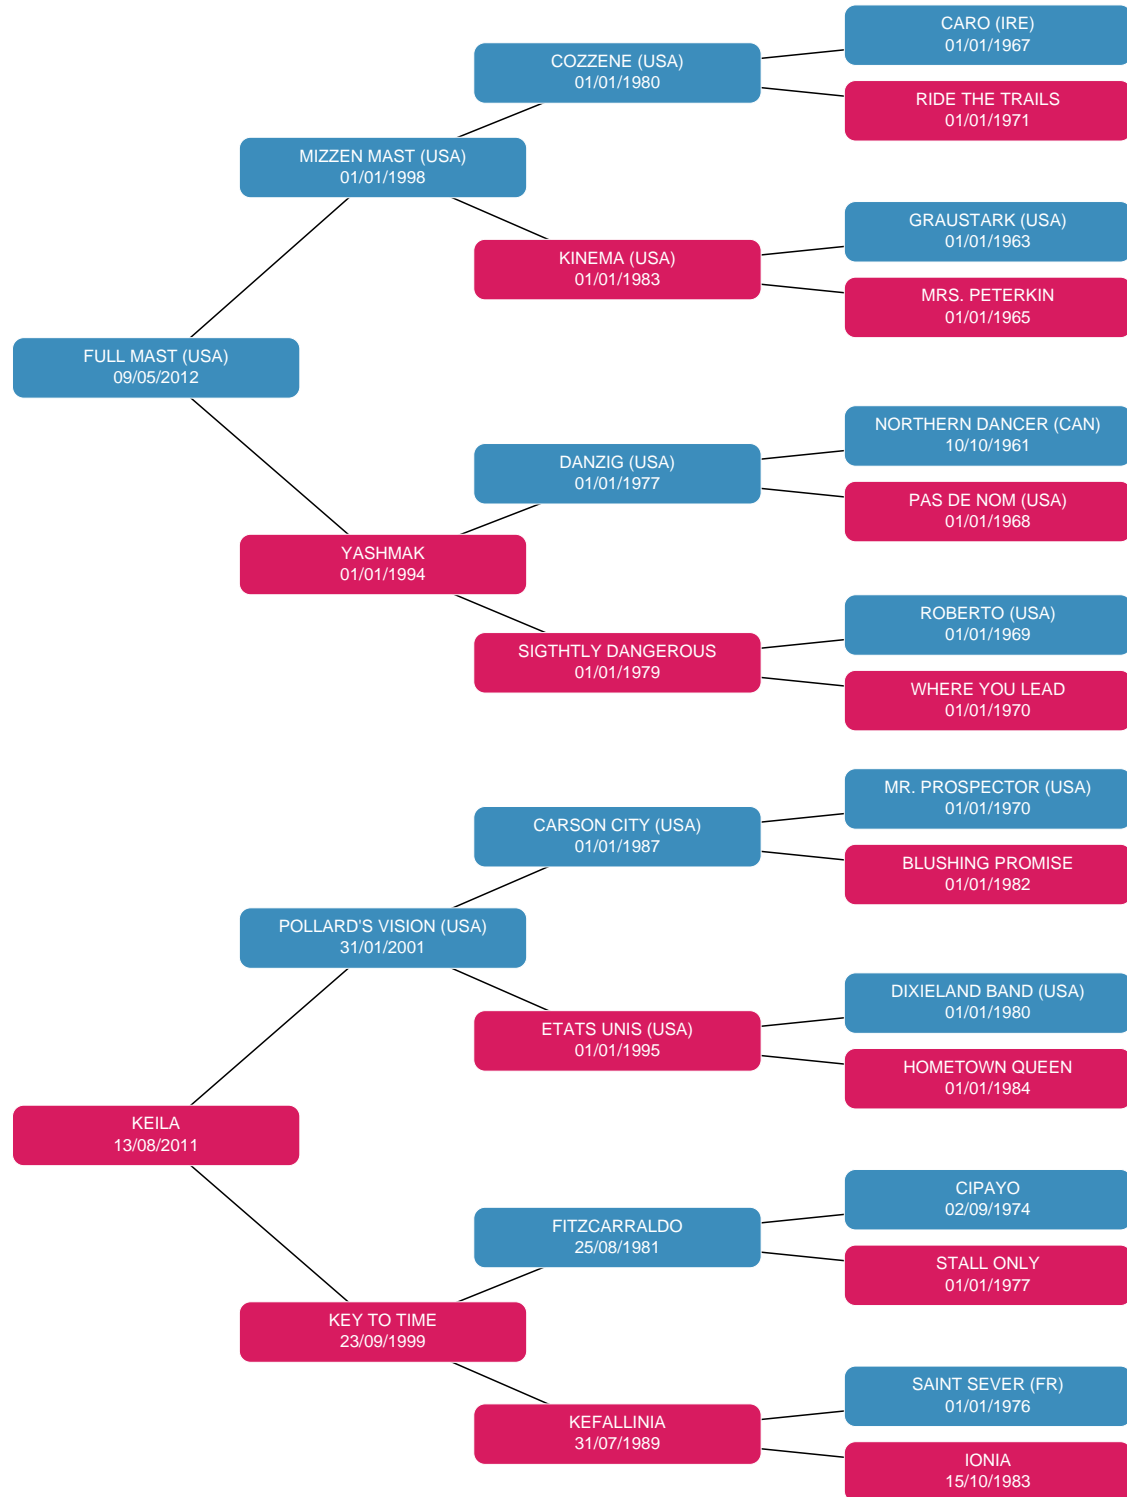 CARO (IRE)
01/01/1967
COZZENE (USA)
01/01/1980
RIDE THE TRAILS
01/01/1971
MIZZEN MAST (USA)
01/01/1998
GRAUSTARK (USA)
01/01/1963
KINEMA (USA)
01/01/1983
MRS. PETERKIN
01/01/1965
FULL MAST (USA)
09/05/2012
NORTHERN DANCER (CAN)
10/10/1961
DANZIG (USA)
01/01/1977
PAS DE NOM (USA)
01/01/1968
YASHMAK
01/01/1994
ROBERTO (USA)
01/01/1969
SIGTHTLY DANGEROUS
01/01/1979
WHERE YOU LEAD
01/01/1970
MR. PROSPECTOR (USA)
01/01/1970
CARSON CITY (USA)
01/01/1987
BLUSHING PROMISE
01/01/1982
POLLARD'S VISION (USA)
31/01/2001
DIXIELAND BAND (USA)
01/01/1980
ETATS UNIS (USA)
01/01/1995
HOMETOWN QUEEN
01/01/1984
KEILA
13/08/2011
CIPAYO
02/09/1974
FITZCARRALDO
25/08/1981
STALL ONLY
01/01/1977
KEY TO TIME
23/09/1999
SAINT SEVER (FR)
01/01/1976
KEFALLINIA
31/07/1989
IONIA
15/10/1983